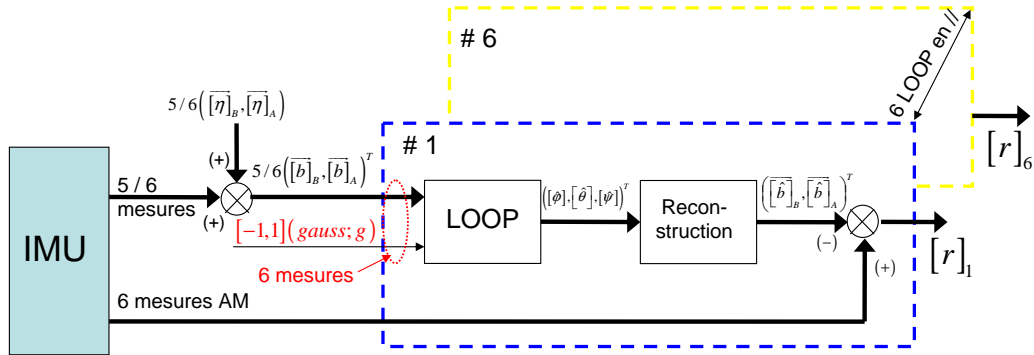 # 6
6 LOOP en //
[r]_6
5 / 6([η⃗]_B, [η⃗]_A)
# 1
(+)
5 / 6([b⃗]_B, [b⃗]_A)^T
5 / 6
mesures
(+)
IMU
LOOP
([φ̂], [θ̂], [ψ̂])^T
Recon-
struction
([b̂⃗]_B, [b̂⃗]_A)^T
(-)
(+)
[r]_1
[-1,1](gauss; g)
6 mesures
6 mesures AM